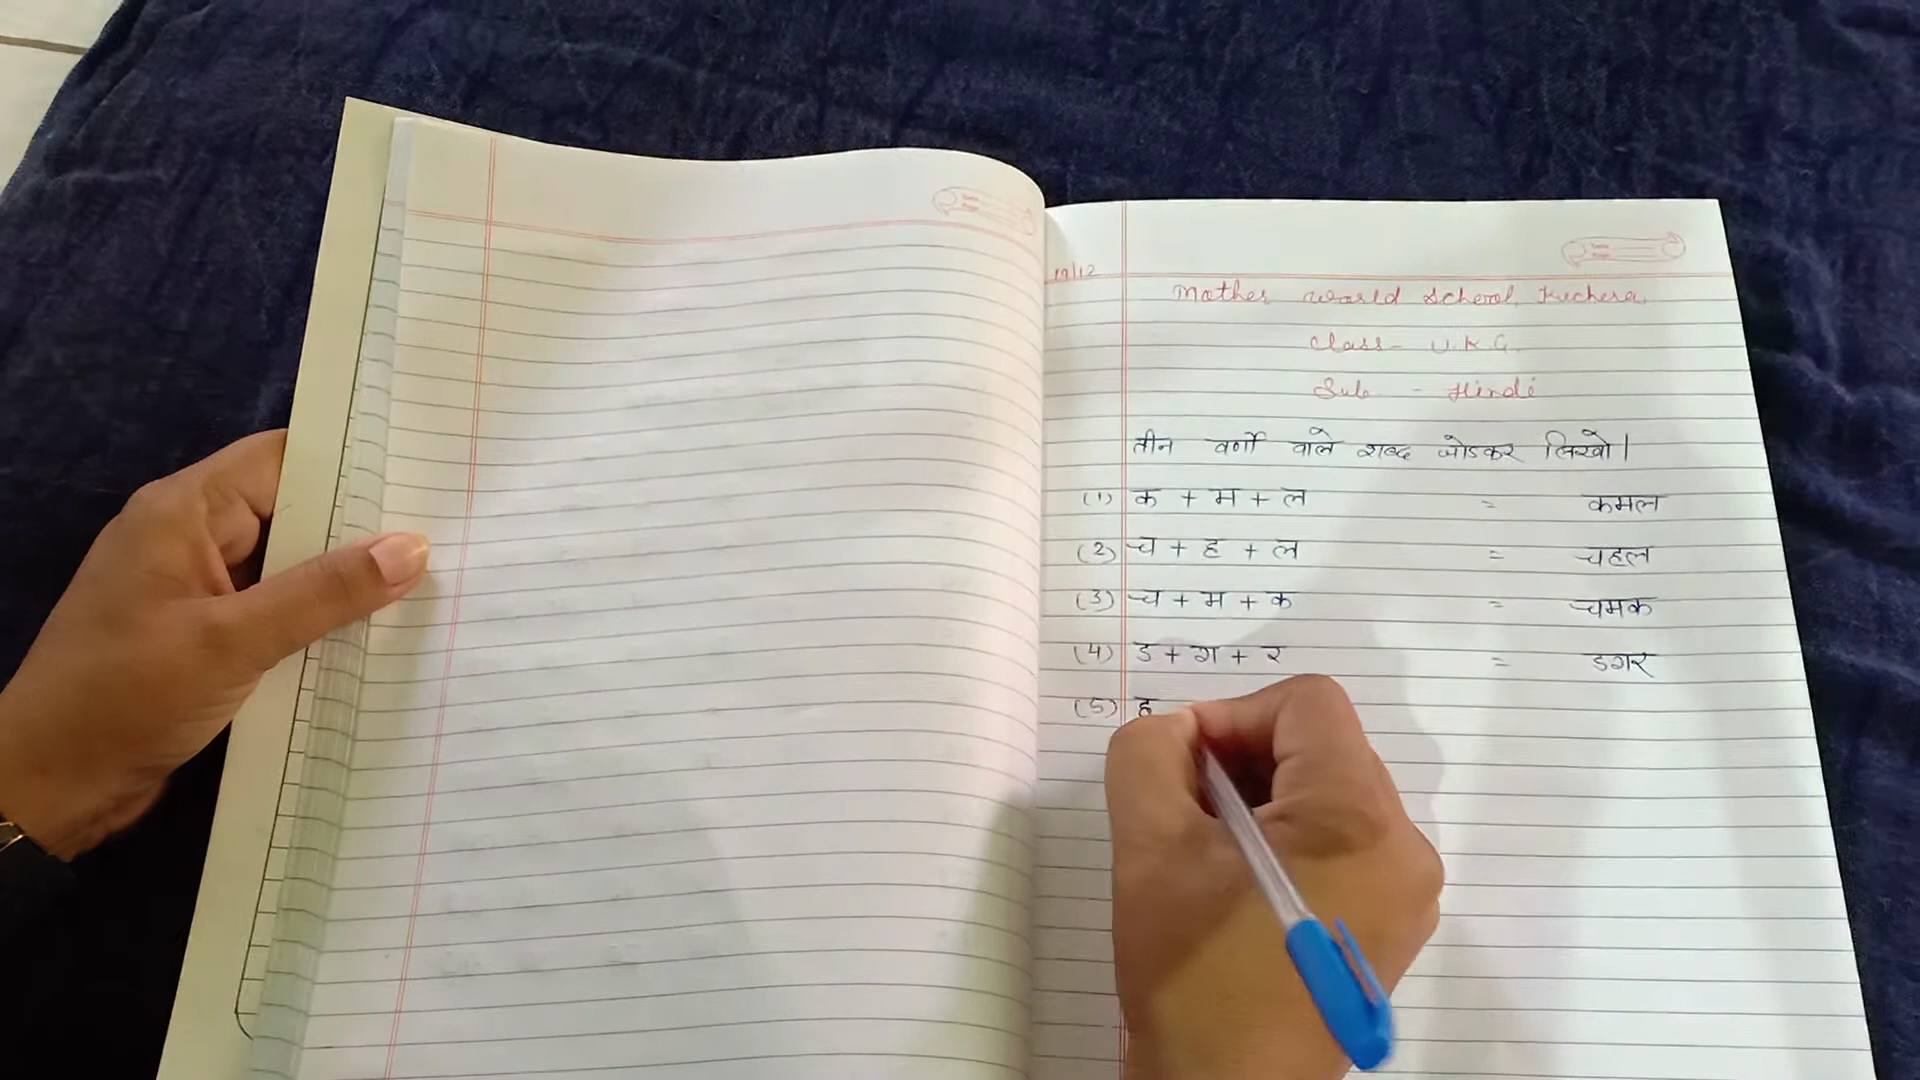 19/12
Mother world School, Kuchera
Class - U.K.G.
Sub - Hindi
तीन वर्णो वाले शब्द जोडकर लिखो।
(1) क + म + ल = कमल
(2) च + ह + ल = चहल
(3) च + म + क = चमक
(4) ड + ग + र = डगर
(5) ह